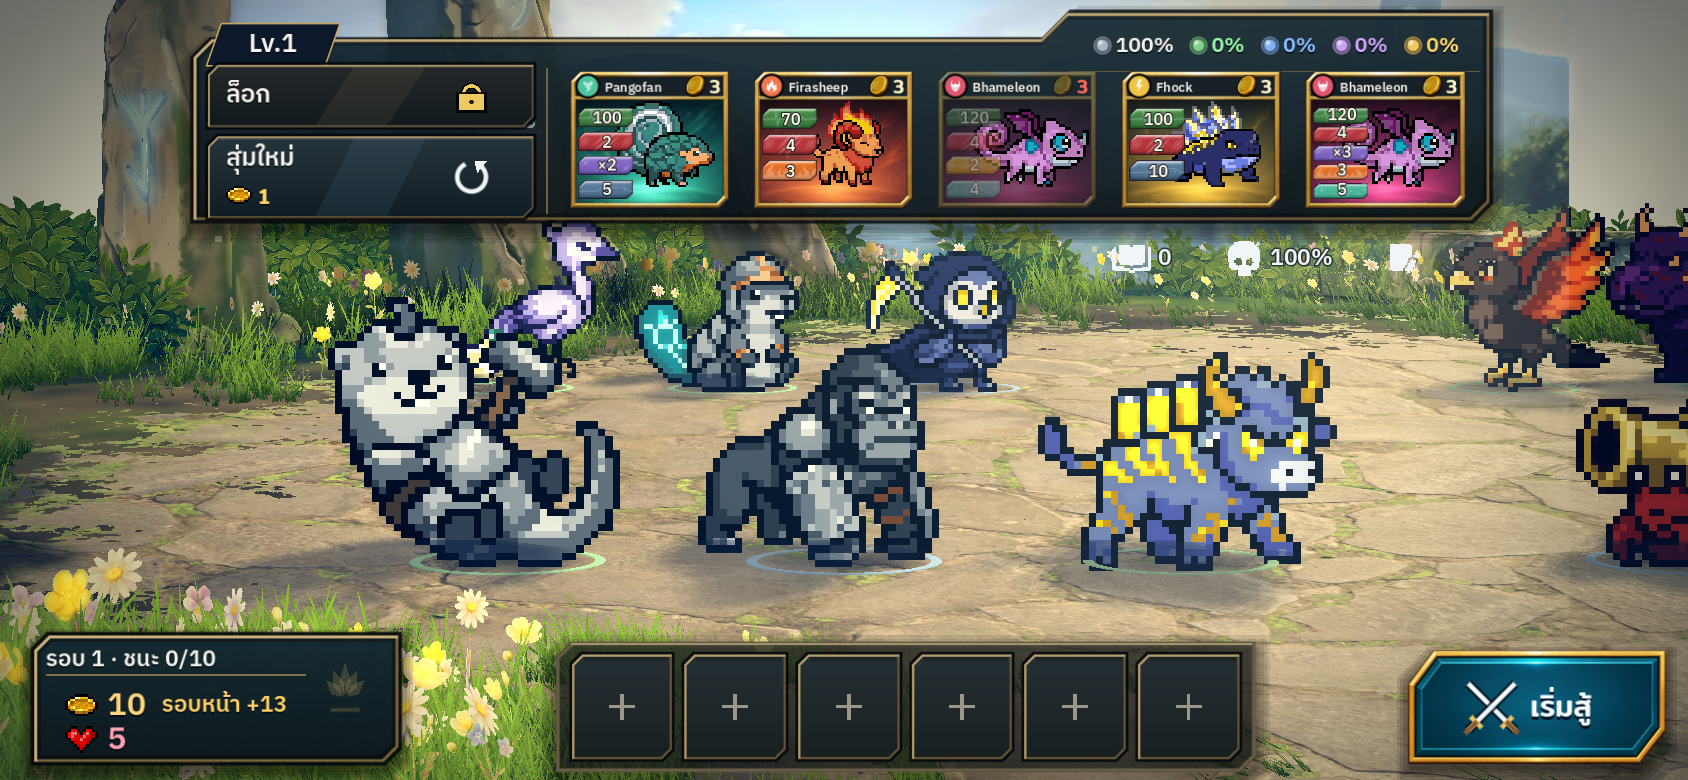 Lv.1
ล็อก
สุ่มใหม่
1
100% 0% 0% 0% 0%
Pangofan 3
100
2
×2
5
Firasheep 3
70
4
3
Bhameleon 3
120
4
2
4
Fhock 3
100
2
10
Bhameleon 3
120
4
×3
3
5
0 100%
รอบ 1 · ชนะ 0/10
10 รอบหน้า +13
5
+ + + + + +
เริ่มสู้